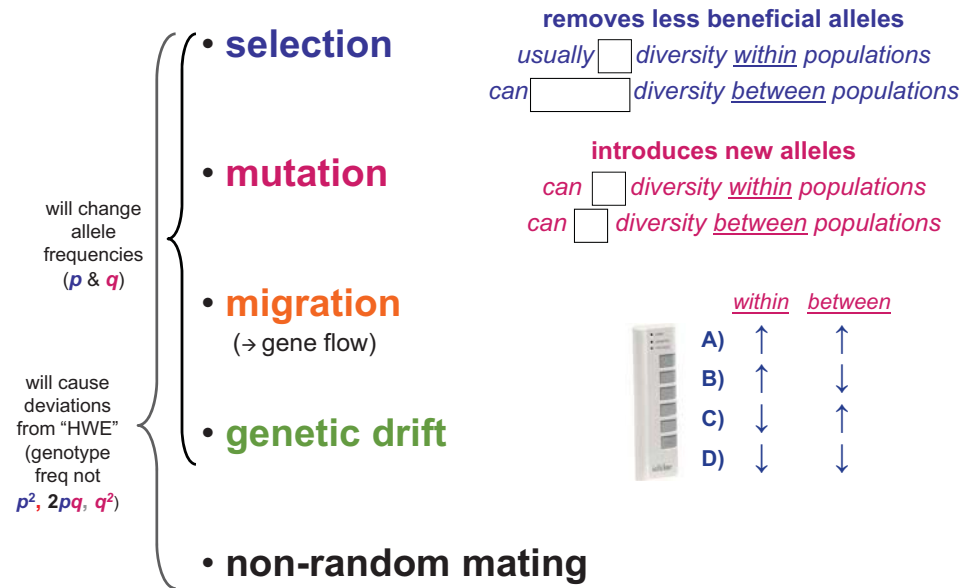 • selection
removes less beneficial alleles
usually diversity within populations
can diversity between populations
• mutation
introduces new alleles
can diversity within populations
can diversity between populations
will change
allele
frequencies
(p & q)
• migration
(→ gene flow)
within between
A) ↑ ↑
B) ↑ ↓
C) ↓ ↑
D) ↓ ↓
will cause
deviations
from “HWE”
(genotype
freq not
p², 2pq, q²)
• genetic drift
• non-random mating